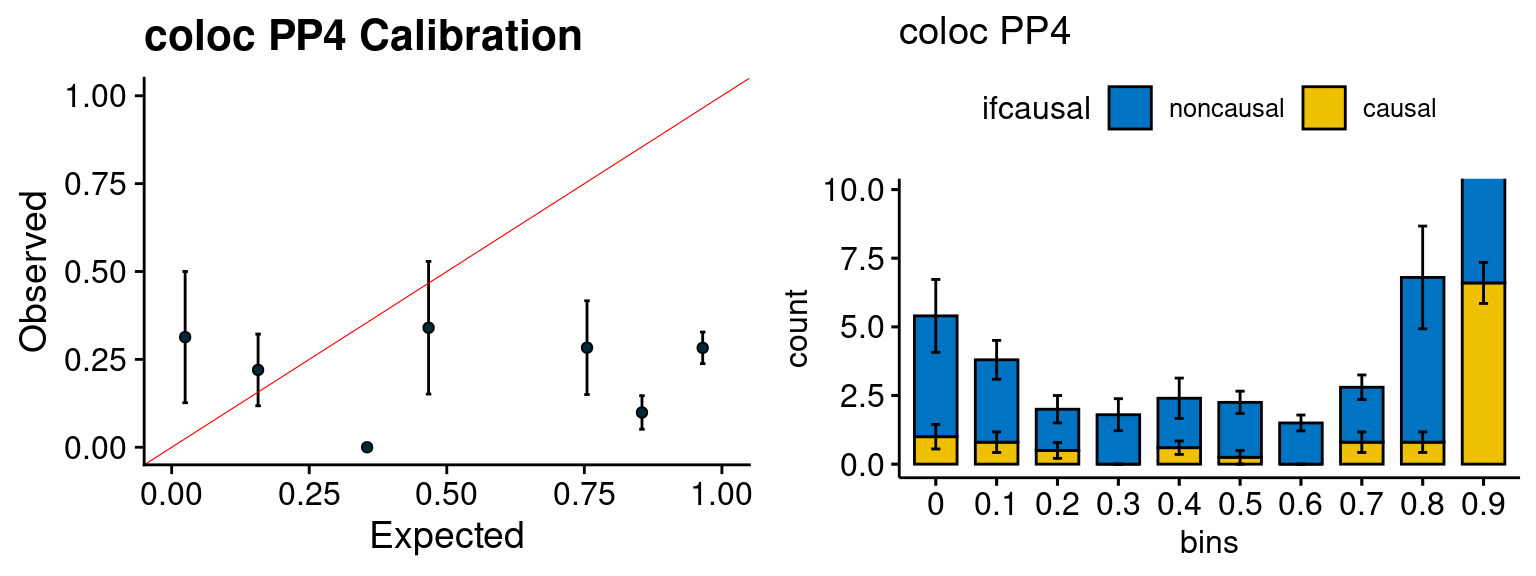 coloc PP4 Calibration
Observed
1.00
0.75
0.50
0.25
0.00
0.00 0.25 0.50 0.75 1.00
Expected
coloc PP4
ifcausal noncausal causal
count
10.0
7.5
5.0
2.5
0.0
0 0.1 0.2 0.3 0.4 0.5 0.6 0.7 0.8 0.9
bins